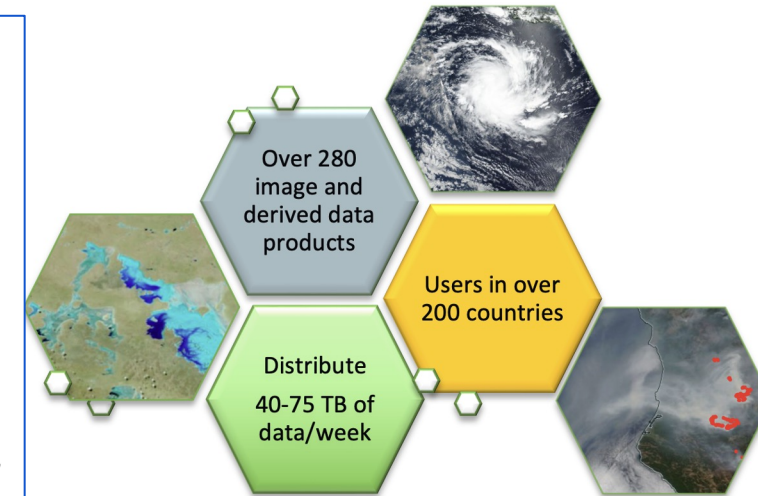 Over 280
image and
derived data
products
Users in over
200 countries
Distribute
40-75 TB of
data/week